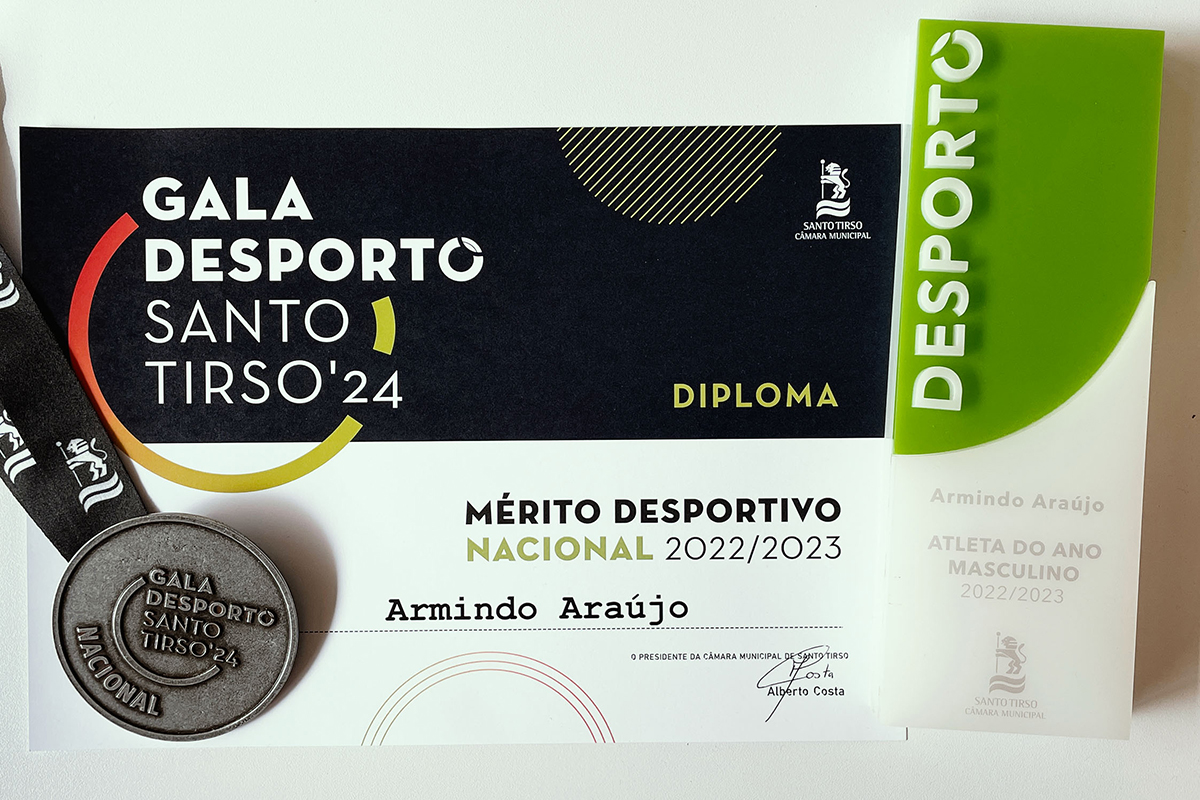 GALA
DESPORTO
SANTO
TIRSO'24
SANTO TIRSO
CÂMARA MUNICIPAL
DIPLOMA
MÉRITO DESPORTIVO
NACIONAL 2022/2023
Armindo Araújo
O PRESIDENTE DA CÂMARA MUNICIPAL DE SANTO TIRSO
Costa
Alberto Costa
GALA
DESPORTO
SANTO
TIRSO'24
NACIONAL
DESPORTO
Armindo Araújo
ATLETA DO ANO
MASCULINO
2022/2023
SANTO TIRSO
CÂMARA MUNICIPAL